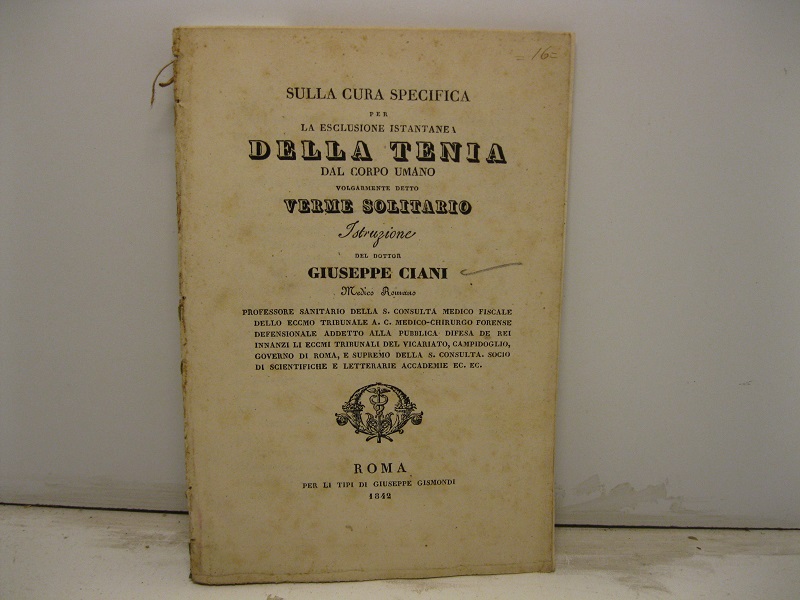 = 16 =
SULLA CURA SPECIFICA
PER
LA ESCLUSIONE ISTANTANEA
DELLA TENIA
DAL CORPO UMANO
VOLGARMENTE DETTO
VERME SOLITARIO
Istruzione
DEL DOTTOR
GIUSEPPE CIANI
Medico Romano
PROFESSORE SANITARIO DELLA S. CONSULTA MEDICO FISCALE
DELLO ECCMO TRIBUNALE A. C. MEDICO-CHIRURGO FORENSE
DEFENSIONALE ADDETTO ALLA PUBBLICA DIFESA DE REI
INNANZI LI ECCMI TRIBUNALI DEL VICARIATO, CAMPIDOGLIO,
GOVERNO DI ROMA, E SUPREMO DELLA S. CONSULTA. SOCIO
DI SCIENTIFICHE E LETTERARIE ACCADEMIE EC. EC.
ROMA
PER LI TIPI DI GIUSEPPE GISMONDI
1842